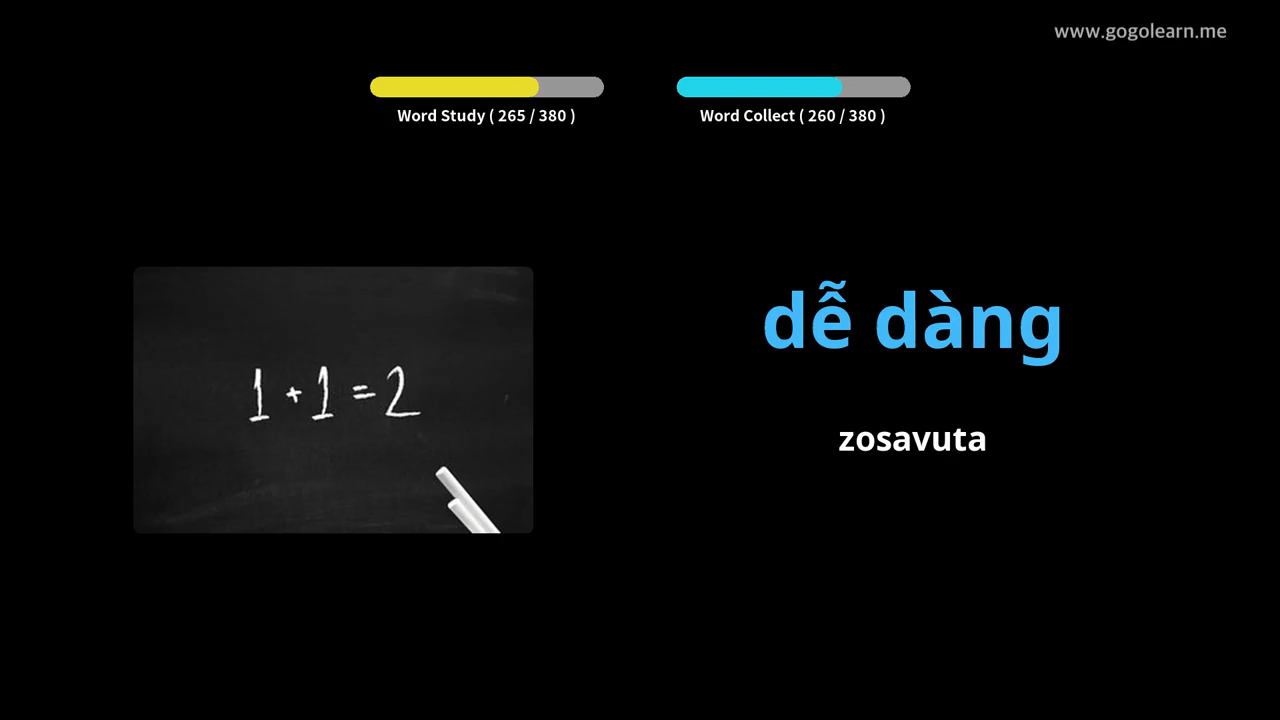 www.gogolearn.me
Word Study ( 265 / 380 )
Word Collect ( 260 / 380 )
1 + 1 = 2
dễ dàng
zosavuta